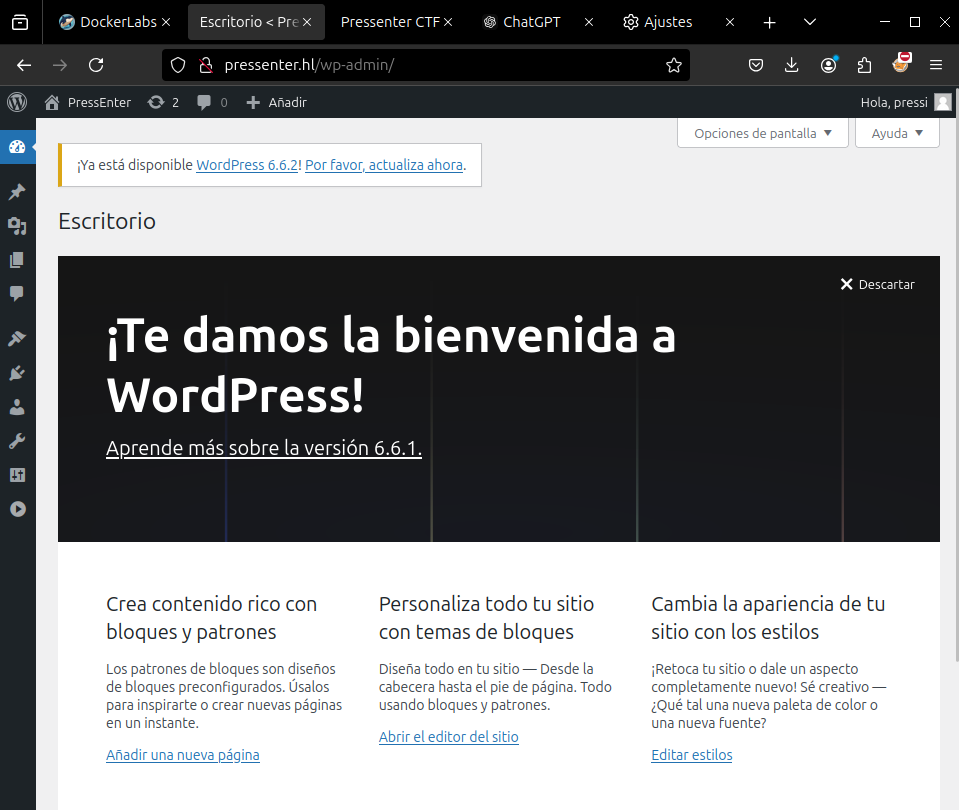 DockerLabs
Escritorio < Pre
Pressenter CTF
ChatGPT
Ajustes
pressenter.hl/wp-admin/
PressEnter
2
0
Añadir
Hola, pressi
Opciones de pantalla
Ayuda
¡Ya está disponible WordPress 6.6.2! Por favor, actualiza ahora.
Escritorio
Descartar
¡Te damos la bienvenida a
WordPress!
Aprende más sobre la versión 6.6.1.
Crea contenido rico con
bloques y patrones
Los patrones de bloques son diseños
de bloques preconfigurados. Úsalos
para inspirarte o crear nuevas páginas
en un instante.
Añadir una nueva página
Personaliza todo tu sitio
con temas de bloques
Diseña todo en tu sitio — Desde la
cabecera hasta el pie de página. Todo
usando bloques y patrones.
Abrir el editor del sitio
Cambia la apariencia de tu
sitio con los estilos
¡Retoca tu sitio o dale un aspecto
completamente nuevo! Sé creativo —
¿Qué tal una nueva paleta de color o
una nueva fuente?
Editar estilos